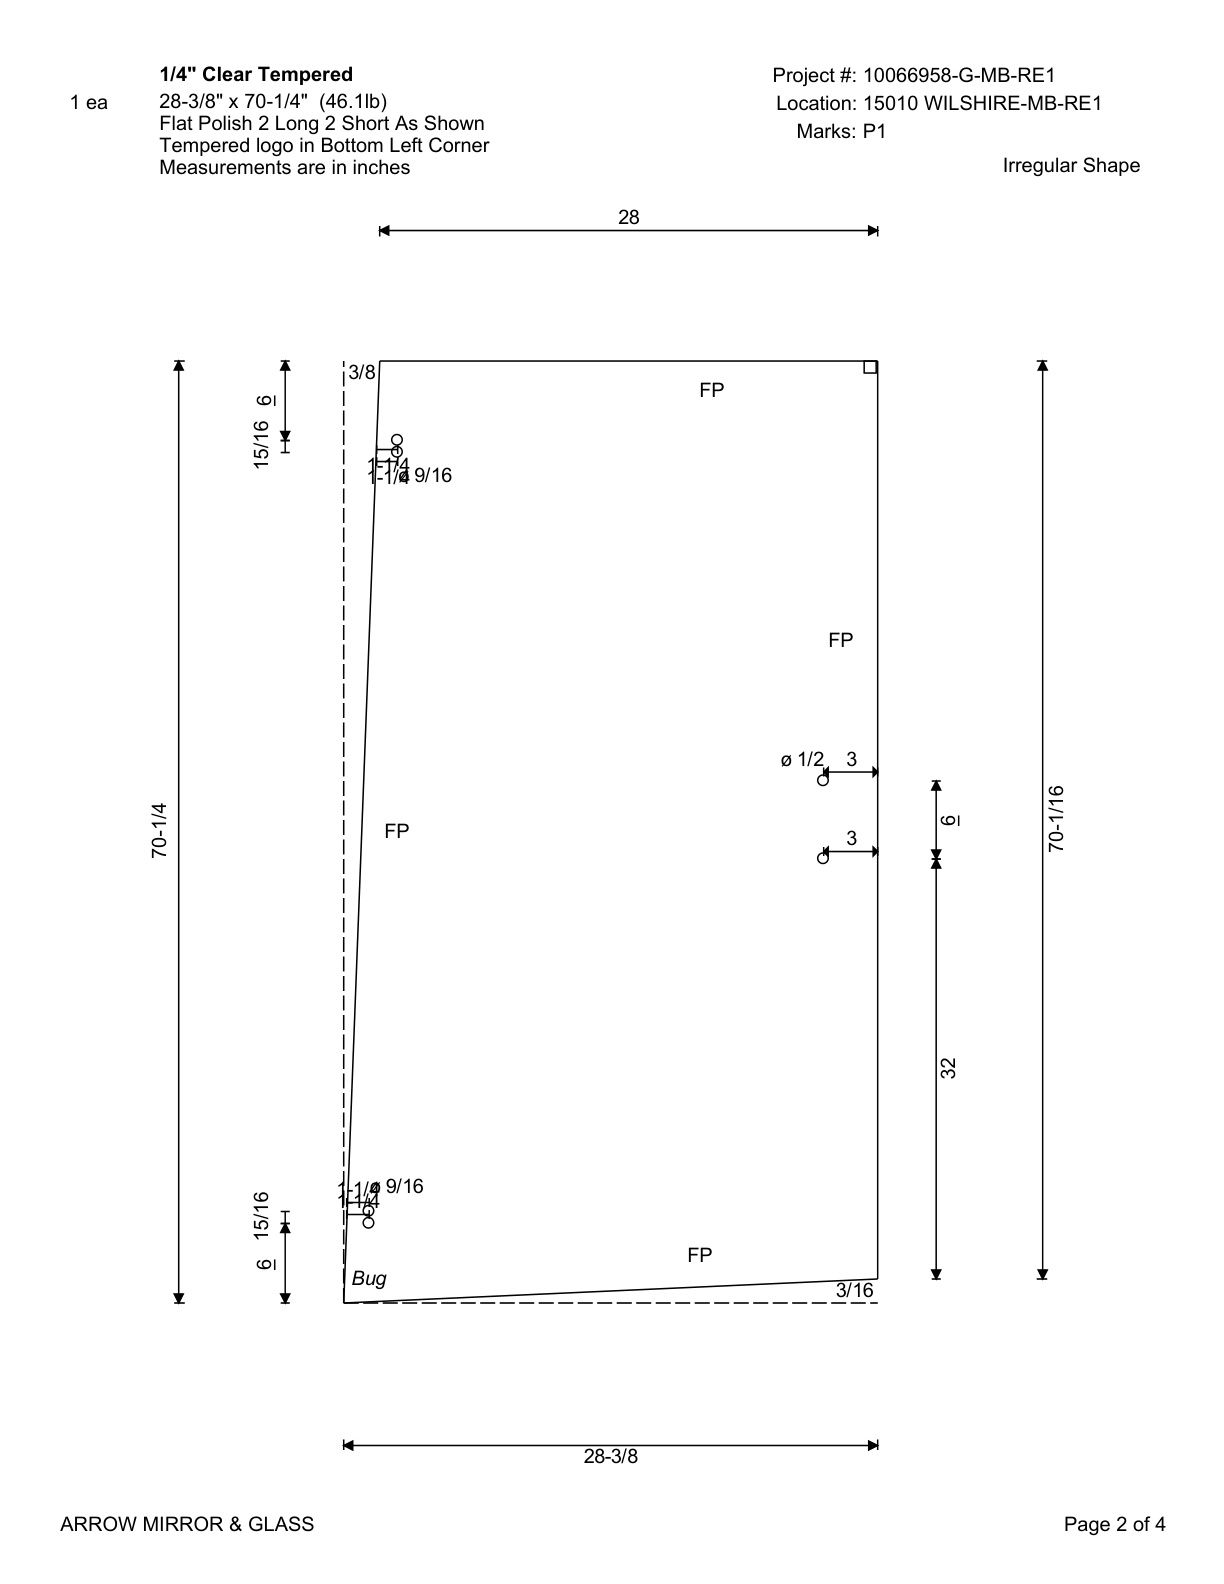 1/4" Clear Tempered
1 ea
28-3/8" x 70-1/4" (46.1lb)
Flat Polish 2 Long 2 Short As Shown
Tempered logo in Bottom Left Corner
Measurements are in inches
Project #: 10066958-G-MB-RE1
Location: 15010 WILSHIRE-MB-RE1
Marks: P1
Irregular Shape
28
3/8
FP
6
15/16
1-1/4
1-1/4
ø 9/16
FP
ø 1/2
3
3
6
70-1/4
FP
70-1/16
32
15/16
6
1-1/4
1-1/4
ø 9/16
FP
Bug
3/16
28-3/8
ARROW MIRROR & GLASS
Page 2 of 4